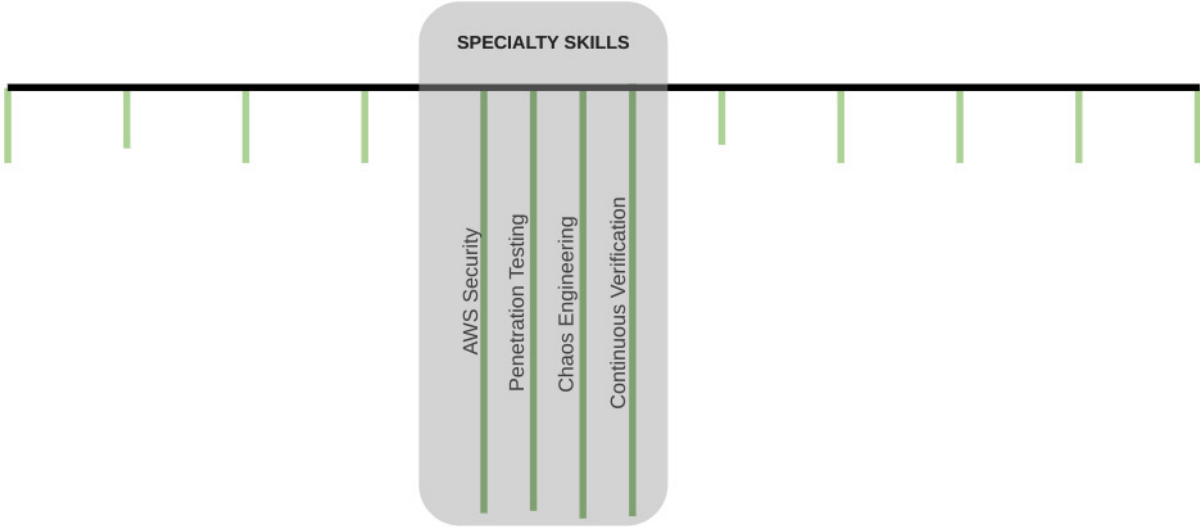 SPECIALTY SKILLS
AWS Security
Penetration Testing
Chaos Engineering
Continuous Verification